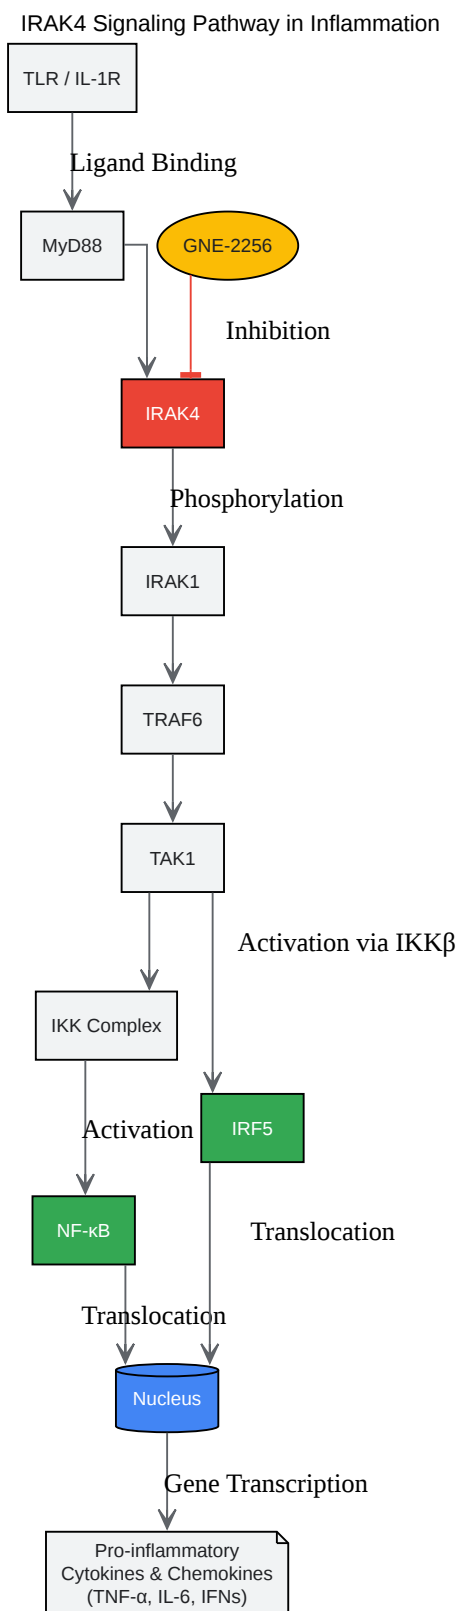 IRAK4 Signaling Pathway in Inflammation
TLR / IL-1R
Ligand Binding
MyD88
GNE-2256
Inhibition
IRAK4
Phosphorylation
IRAK1
TRAF6
TAK1
Activation via IKKβ
IKK Complex
Activation
IRF5
NF-κB
Translocation
Translocation
Nucleus
Gene Transcription
Pro-inflammatory
Cytokines & Chemokines
(TNF-α, IL-6, IFNs)